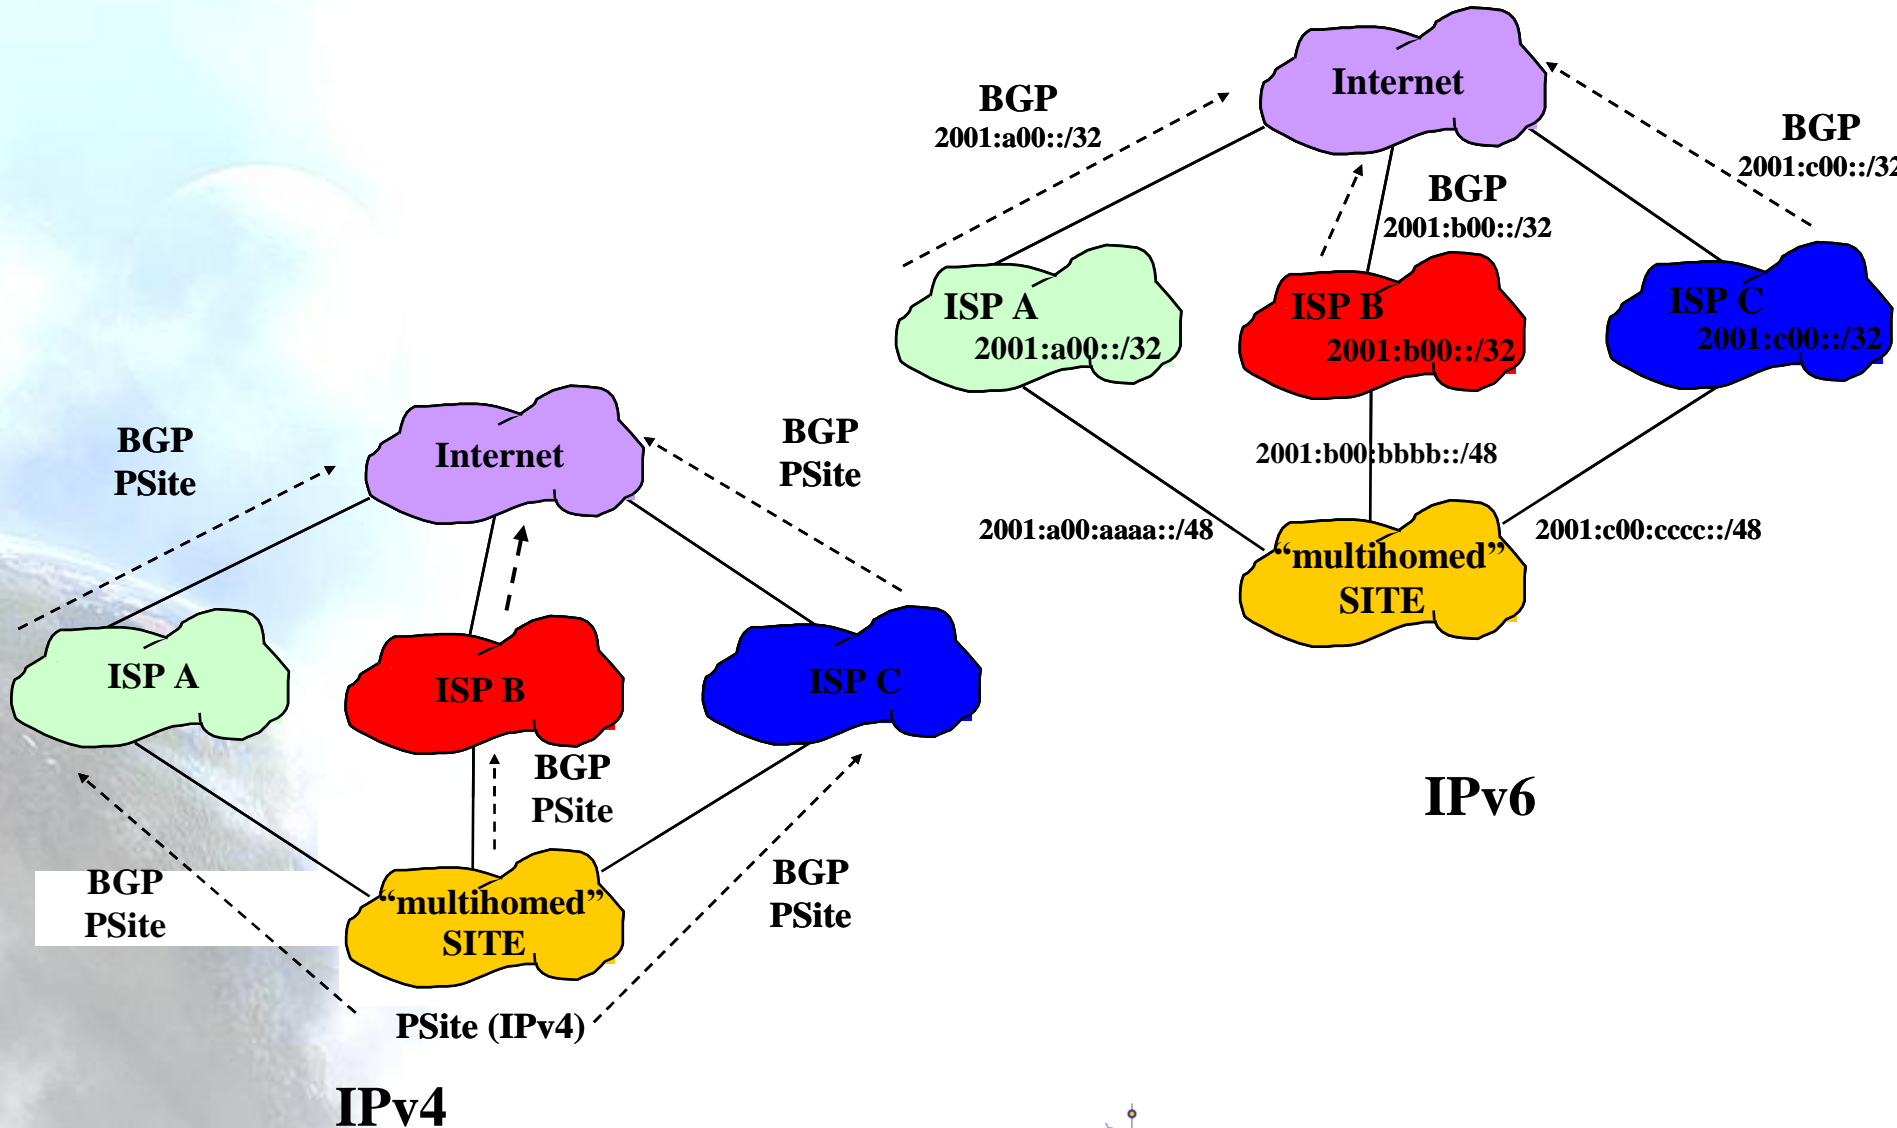 BGP
PSite
Internet
BGP
PSite
ISP A
ISP B
ISP C
BGP
PSite
BGP
PSite
BGP
PSite
“multihomed”
SITE
PSite (IPv4)
IPv4
Internet
BGP
2001:a00::/32
BGP
2001:b00::/32
BGP
2001:c00::/32
ISP A
2001:a00::/32
ISP B
2001:b00::/32
ISP C
2001:c00::/32
2001:b00:bbbb::/48
2001:a00:aaaa::/48
2001:c00:cccc::/48
“multihomed”
SITE
IPv6